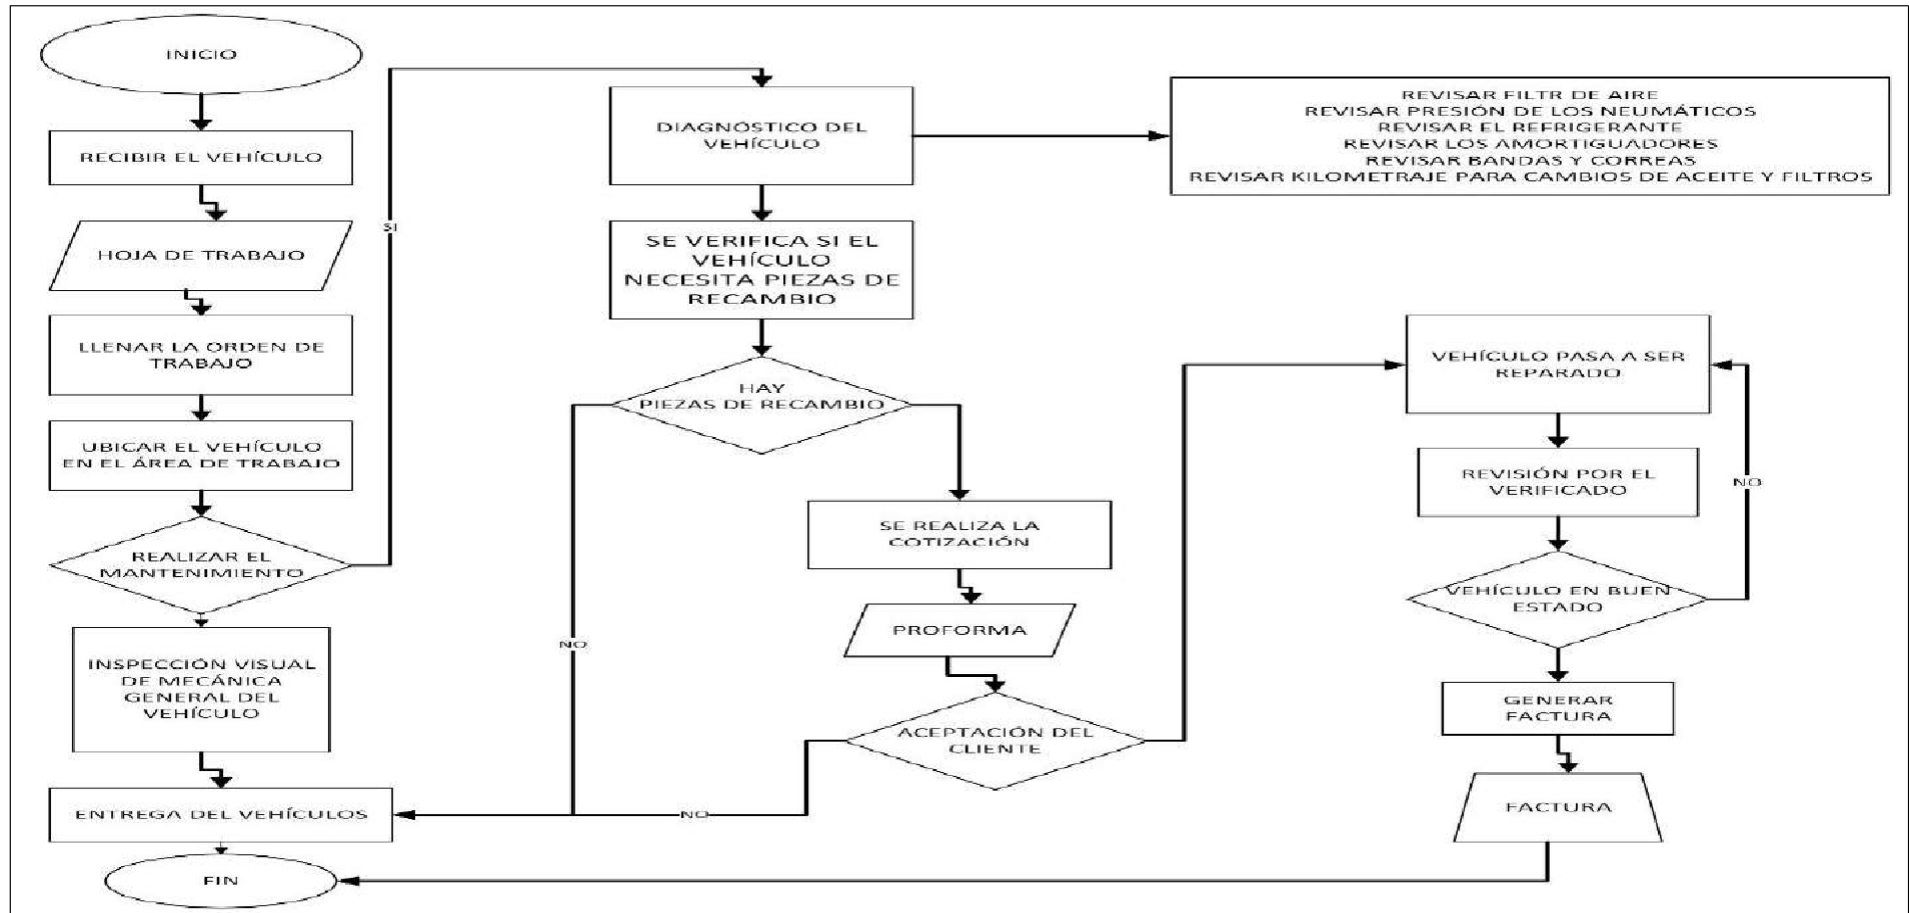 INICIO
RECIBIR EL VEHÍCULO
HOJA DE TRABAJO
LLENAR LA ORDEN DE
TRABAJO
UBICAR EL VEHÍCULO
EN EL ÁREA DE TRABAJO
REALIZAR EL
MANTENIMIENTO
INSPECCIÓN VISUAL
DE MECÁNICA
GENERAL DEL
VEHÍCULO
ENTREGA DEL VEHÍCULOS
FIN
SI
DIAGNÓSTICO DEL
VEHÍCULO
REVISAR FILTR DE AIRE
REVISAR PRESIÓN DE LOS NEUMÁTICOS
REVISAR EL REFRIGERANTE
REVISAR LOS AMORTIGUADORES
REVISAR BANDAS Y CORREAS
REVISAR KILOMETRAJE PARA CAMBIOS DE ACEITE Y FILTROS
SE VERIFICA SI EL
VEHÍCULO
NECESITA PIEZAS DE
RECAMBIO
HAY
PIEZAS DE RECAMBIO
NO
SE REALIZA LA
COTIZACIÓN
PROFORMA
ACEPTACIÓN DEL
CLIENTE
NO
VEHÍCULO PASA A SER
REPARADO
REVISIÓN POR EL
VERIFICADO
NO
VEHÍCULO EN BUEN
ESTADO
GENERAR
FACTURA
FACTURA